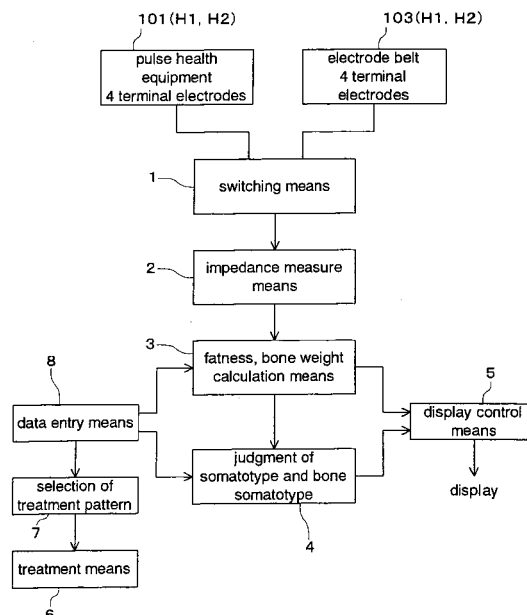 101(H1, H2)
pulse health
equipment
4 terminal electrodes
103(H1, H2)
electrode belt
4 terminal
electrodes
1
switching means
2
impedance measure
means
3
fatness, bone weight
calculation means
8
data entry means
5
display control
means
judgment of
somatotype and bone
somatotype
4
display
selection of
treatment pattern
7
treatment means
6